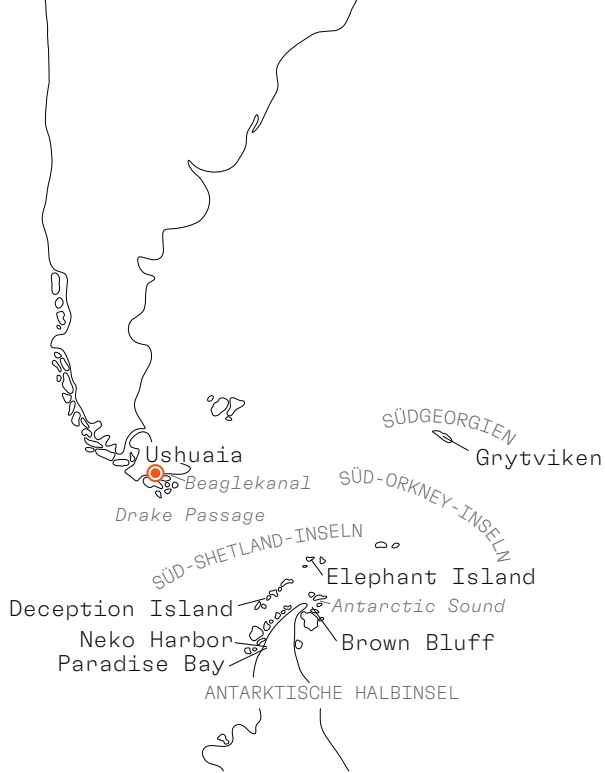 SÜDGEORGIEN
Ushuaia
Grytviken
Beaglekanal
SÜD-ORKNEY-INSELN
Drake Passage
SÜD-SHETLAND-INSELN
Elephant Island
Deception Island
Antarctic Sound
Neko Harbor
Brown Bluff
Paradise Bay
ANTARKTISCHE HALBINSEL